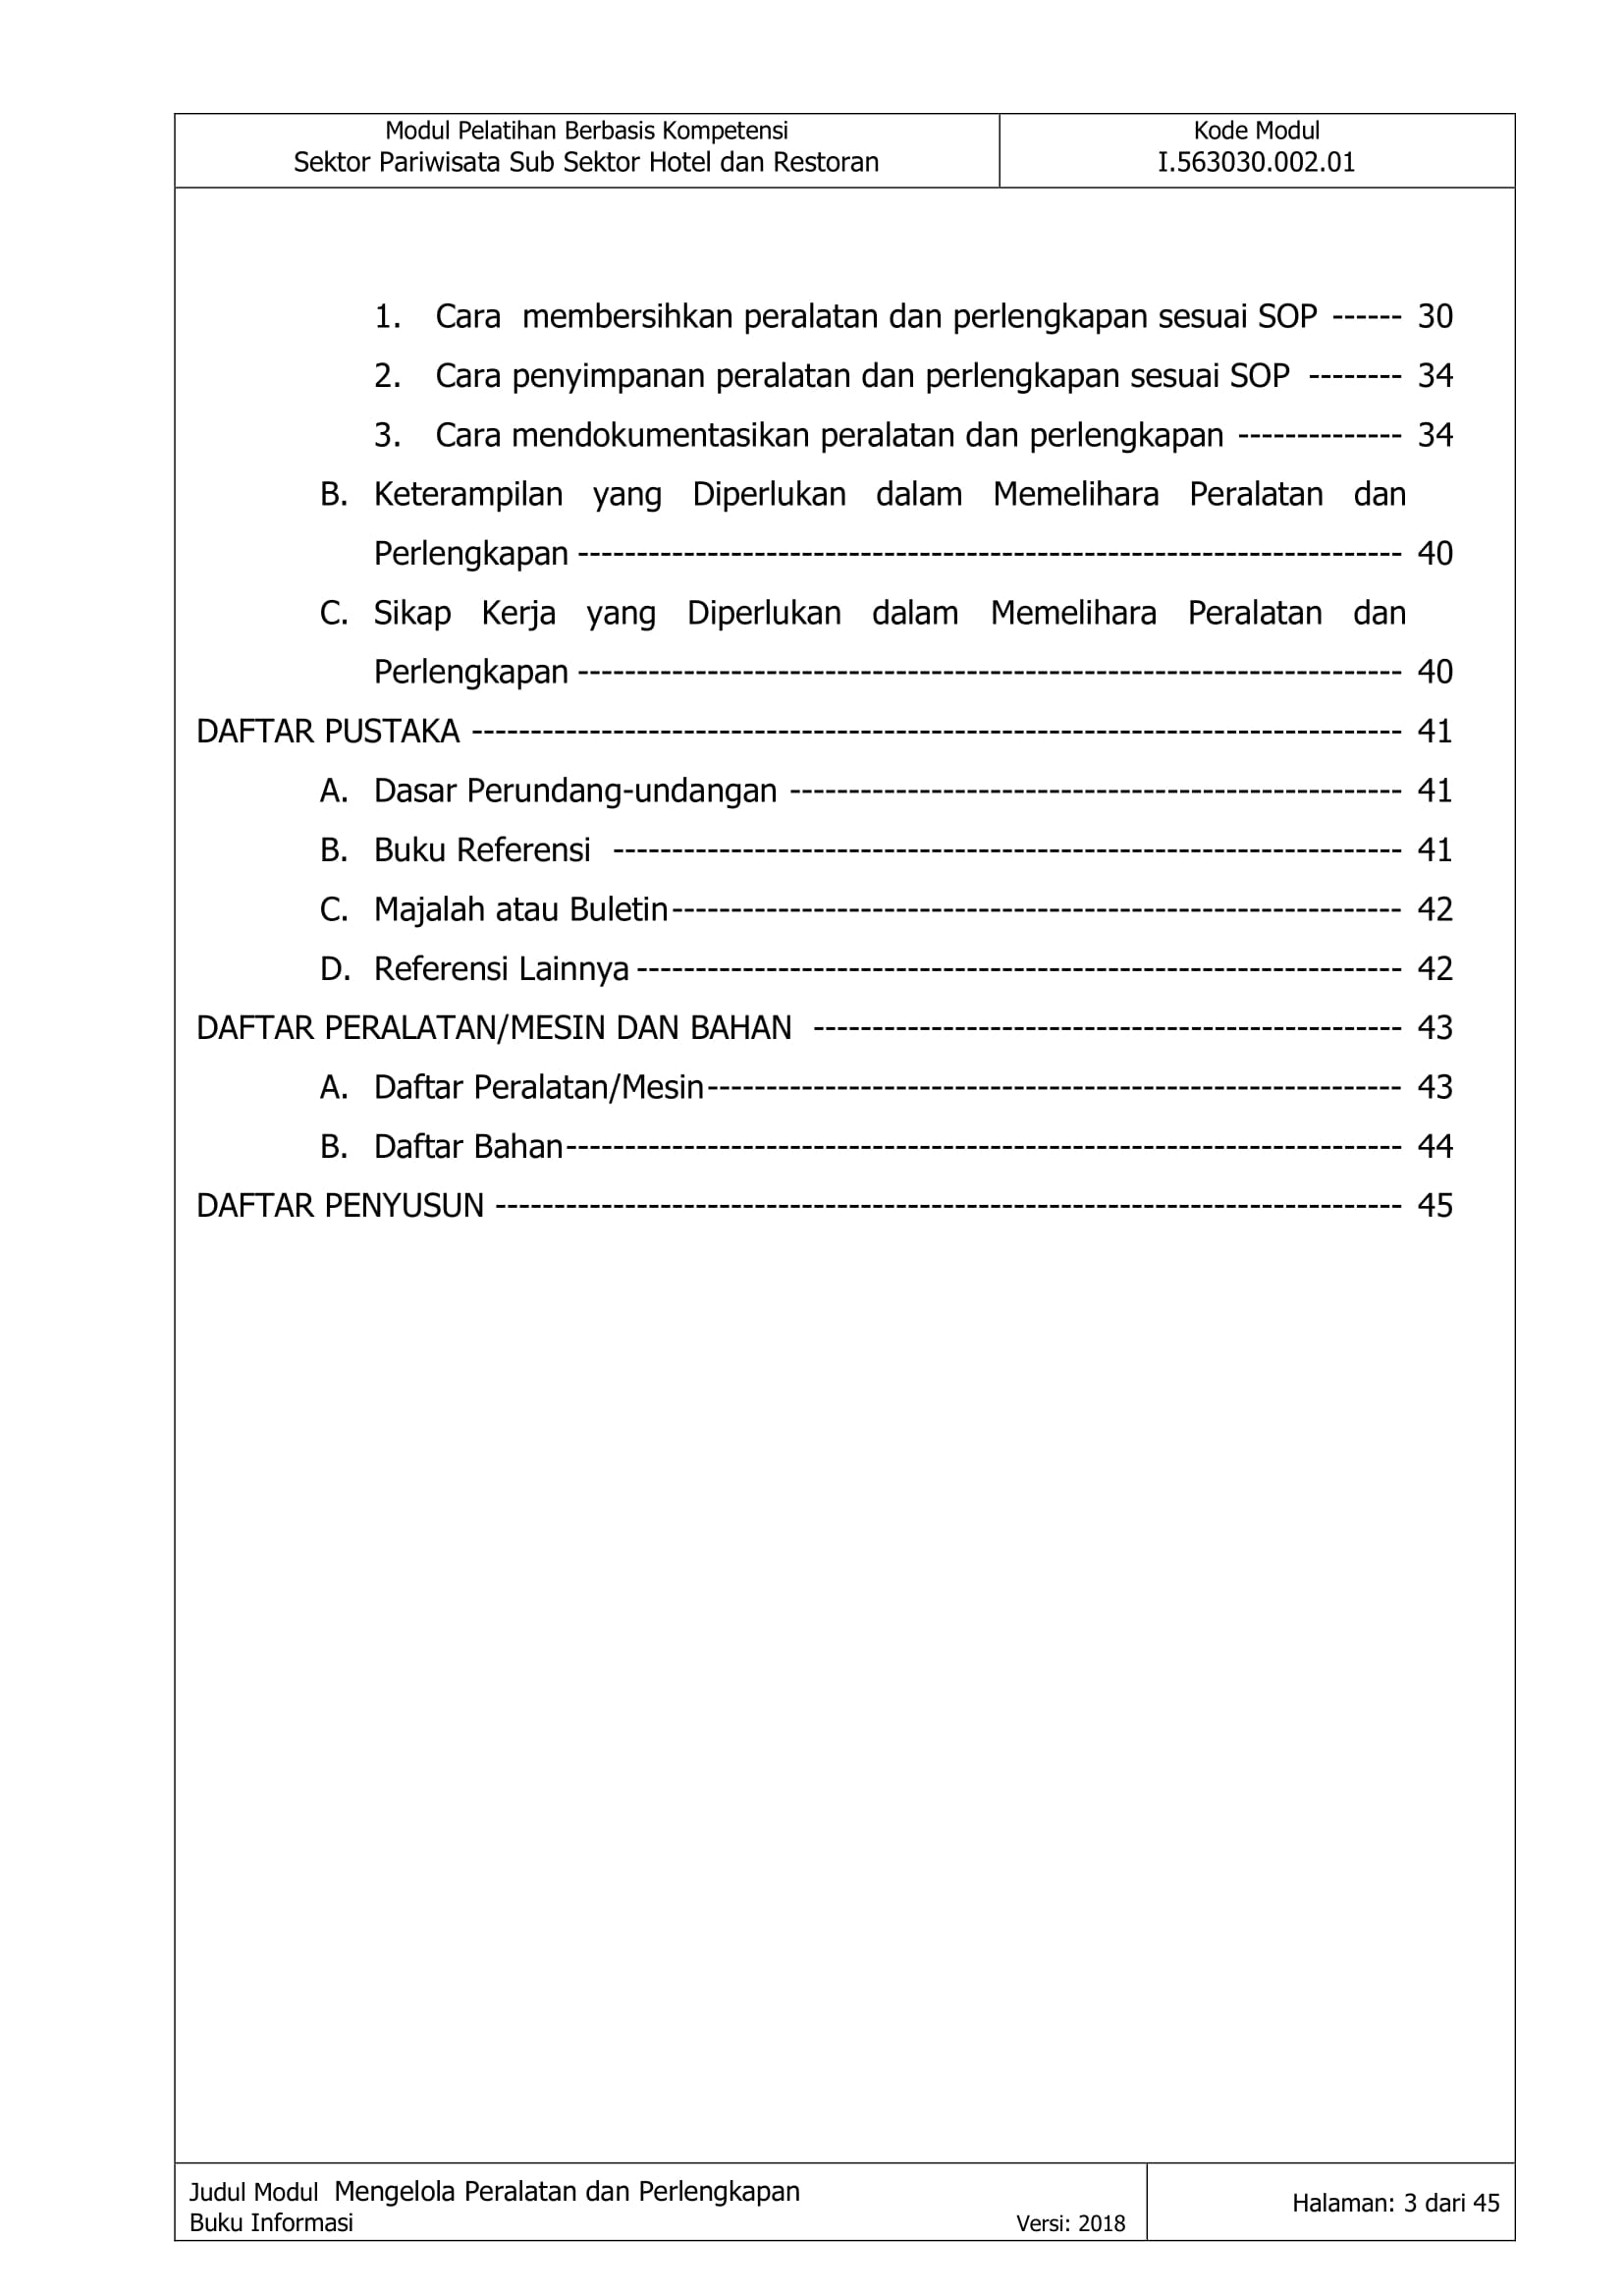 Modul Pelatihan Berbasis Kompetensi
Sektor Pariwisata Sub Sektor Hotel dan Restoran
Kode Modul
I.563030.002.01
1. Cara  membersihkan peralatan dan perlengkapan sesuai SOP ------ 30
2. Cara penyimpanan peralatan dan perlengkapan sesuai SOP -------- 34
3. Cara mendokumentasikan peralatan dan perlengkapan -------------- 34
B. Keterampilan yang Diperlukan dalam Memelihara Peralatan dan
Perlengkapan ---------------------------------------------------------------------- 40
C. Sikap Kerja yang Diperlukan dalam Memelihara Peralatan dan
Perlengkapan ---------------------------------------------------------------------- 40
DAFTAR PUSTAKA ------------------------------------------------------------------------------- 41
A. Dasar Perundang-undangan ---------------------------------------------------- 41
B. Buku Referensi ------------------------------------------------------------------- 41
C. Majalah atau Buletin-------------------------------------------------------------- 42
D. Referensi Lainnya ----------------------------------------------------------------- 42
DAFTAR PERALATAN/MESIN DAN BAHAN -------------------------------------------------- 43
A. Daftar Peralatan/Mesin----------------------------------------------------------- 43
B. Daftar Bahan----------------------------------------------------------------------- 44
DAFTAR PENYUSUN ----------------------------------------------------------------------------- 45
Judul Modul  Mengelola Peralatan dan Perlengkapan
Buku Informasi
Versi: 2018
Halaman: 3 dari 45